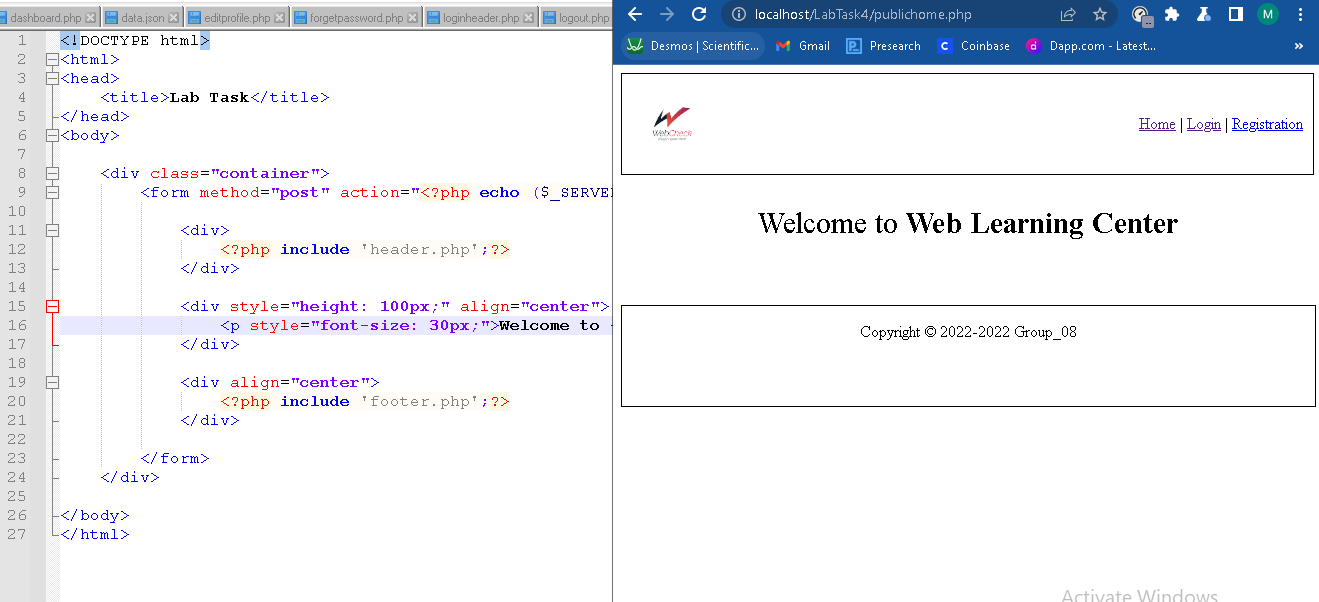 dashboard.php data.json editprofile.php forgetpassword.php loginheader.php logout.php
1 <!DOCTYPE html>
2 <html>
3 <head>
4 <title>Lab Task</title>
5 </head>
6 <body>
7
8 <div class="container">
9 <form method="post" action="<?php echo ($_SERVE
10
11 <div>
12 <?php include 'header.php';?>
13 </div>
14
15 <div style="height: 100px;" align="center">
16 <p style="font-size: 30px;">Welcome to
17 </div>
18
19 <div align="center">
20 <?php include 'footer.php';?>
21 </div>
22
23 </form>
24 </div>
25
26 </body>
27 </html>
localhost/LabTask4/publichome.php M
Desmos | Scientific... Gmail Presearch Coinbase Dapp.com - Latest... »
WebCheck
Home | Login | Registration
Welcome to Web Learning Center
Copyright © 2022-2022 Group_08
Activate Windows